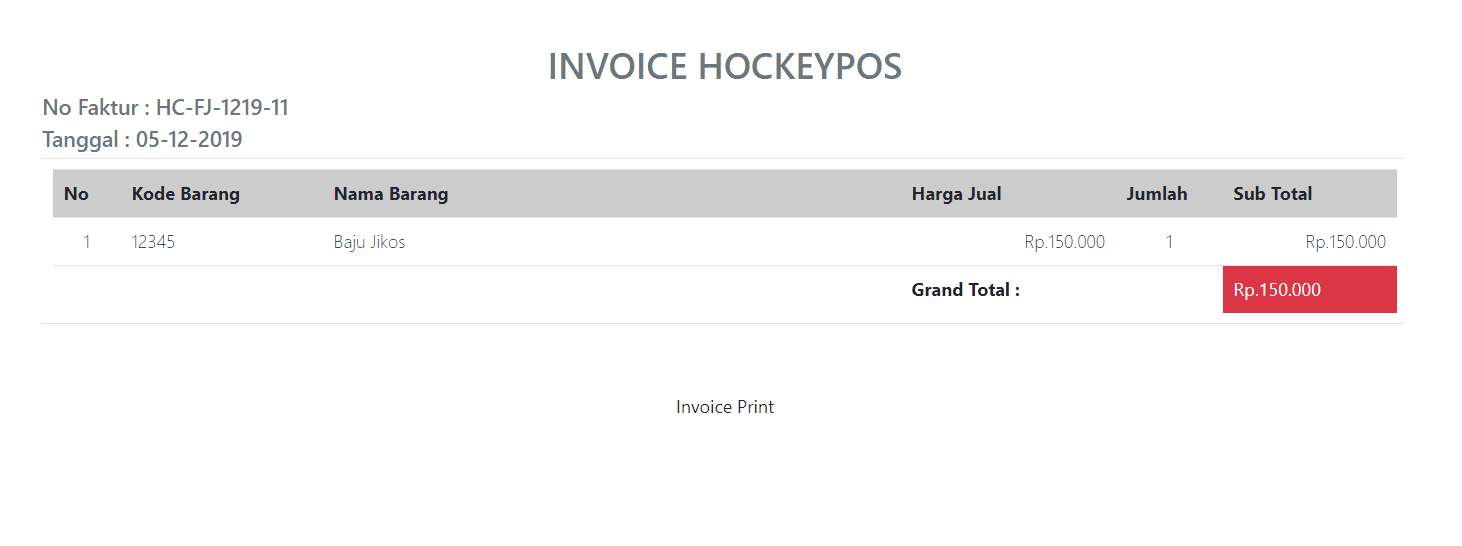 INVOICE HOCKEYPOS
No Faktur : HC-FJ-1219-11
Tanggal : 05-12-2019
No Kode Barang Nama Barang Harga Jual Jumlah Sub Total
1 12345 Baju Jikos Rp.150.000 1 Rp.150.000
Grand Total : Rp.150.000
Invoice Print